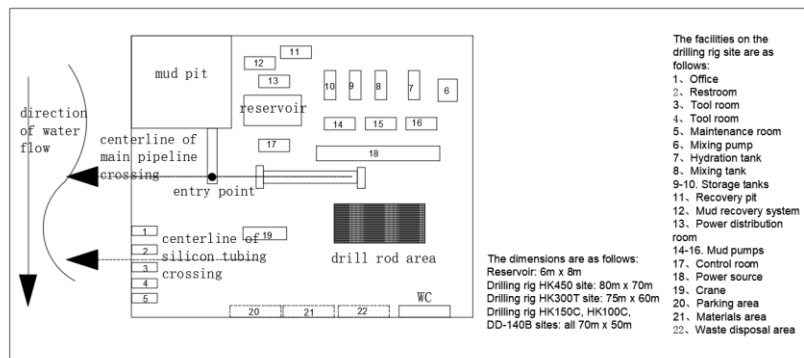 mud pit
11
12
13
10
9
8
7
6
reservoir
14
15
16
17
18
direction
of water
flow
centerline of
main pipeline
crossing
entry point
1
2
3
4
5
centerline of
silicon tubing
crossing
19
drill rod area
20
21
22
WC
The dimensions are as follows:
Reservoir: 6m x 8m
Drilling rig HK450 site: 80m x 70m
Drilling rig HK300T site: 75m x 60m
Drilling rig HK150C, HK100C,
DD-140B sites: all 70m x 50m
The facilities on the
drilling rig site are as
follows:
1、Office
2、Restroom
3、Tool room
4、Tool room
5、Maintenance room
6、Mixing pump
7、Hydration tank
8、Mixing tank
9-10. Storage tanks
11、Recovery pit
12、Mud recovery system
13、Power distribution
room
14-16. Mud pumps
17、Control room
18、Power source
19、Crane
20、Parking area
21、Materials area
22、Waste disposal area